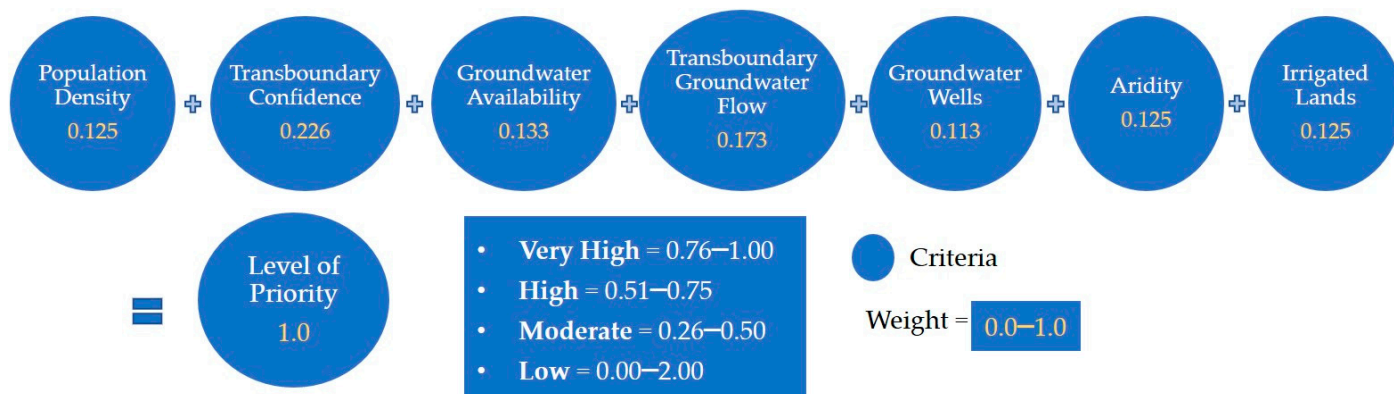 Population
Density
0.125
+
Transboundary
Confidence
0.226
+
Groundwater
Availability
0.133
+
Transboundary
Groundwater
Flow
0.173
+
Groundwater
Wells
0.113
+
Aridity
0.125
+
Irrigated
Lands
0.125
=
Level of
Priority
1.0
• Very High = 0.76–1.00
• High = 0.51–0.75
• Moderate = 0.26–0.50
• Low = 0.00–2.00
Criteria
Weight = 0.0–1.0